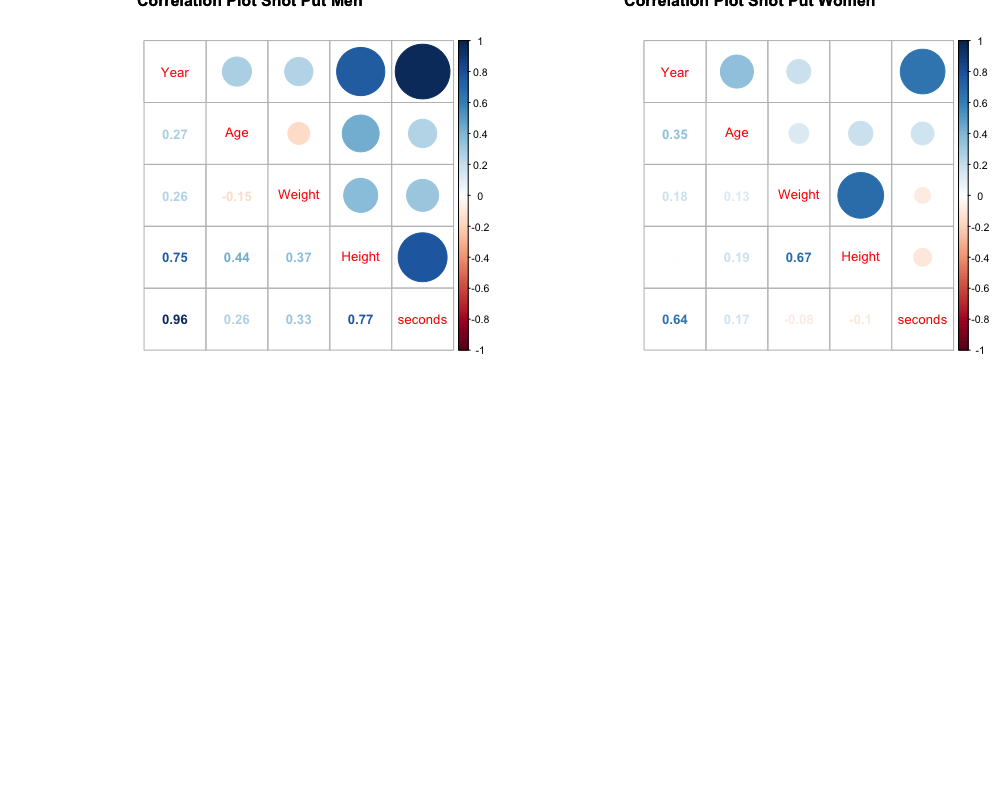 Correlation Plot Shot Put Men
Year
0.27 Age
0.26 -0.15 Weight
0.75 0.44 0.37 Height
0.96 0.26 0.33 0.77 seconds
1
0.8
0.6
0.4
0.2
0
-0.2
-0.4
-0.6
-0.8
-1
Correlation Plot Shot Put Women
Year
0.35 Age
0.18 0.13 Weight
0.19 0.67 Height
0.64 0.17 -0.08 -0.1 seconds
1
0.8
0.6
0.4
0.2
0
-0.2
-0.4
-0.6
-0.8
-1